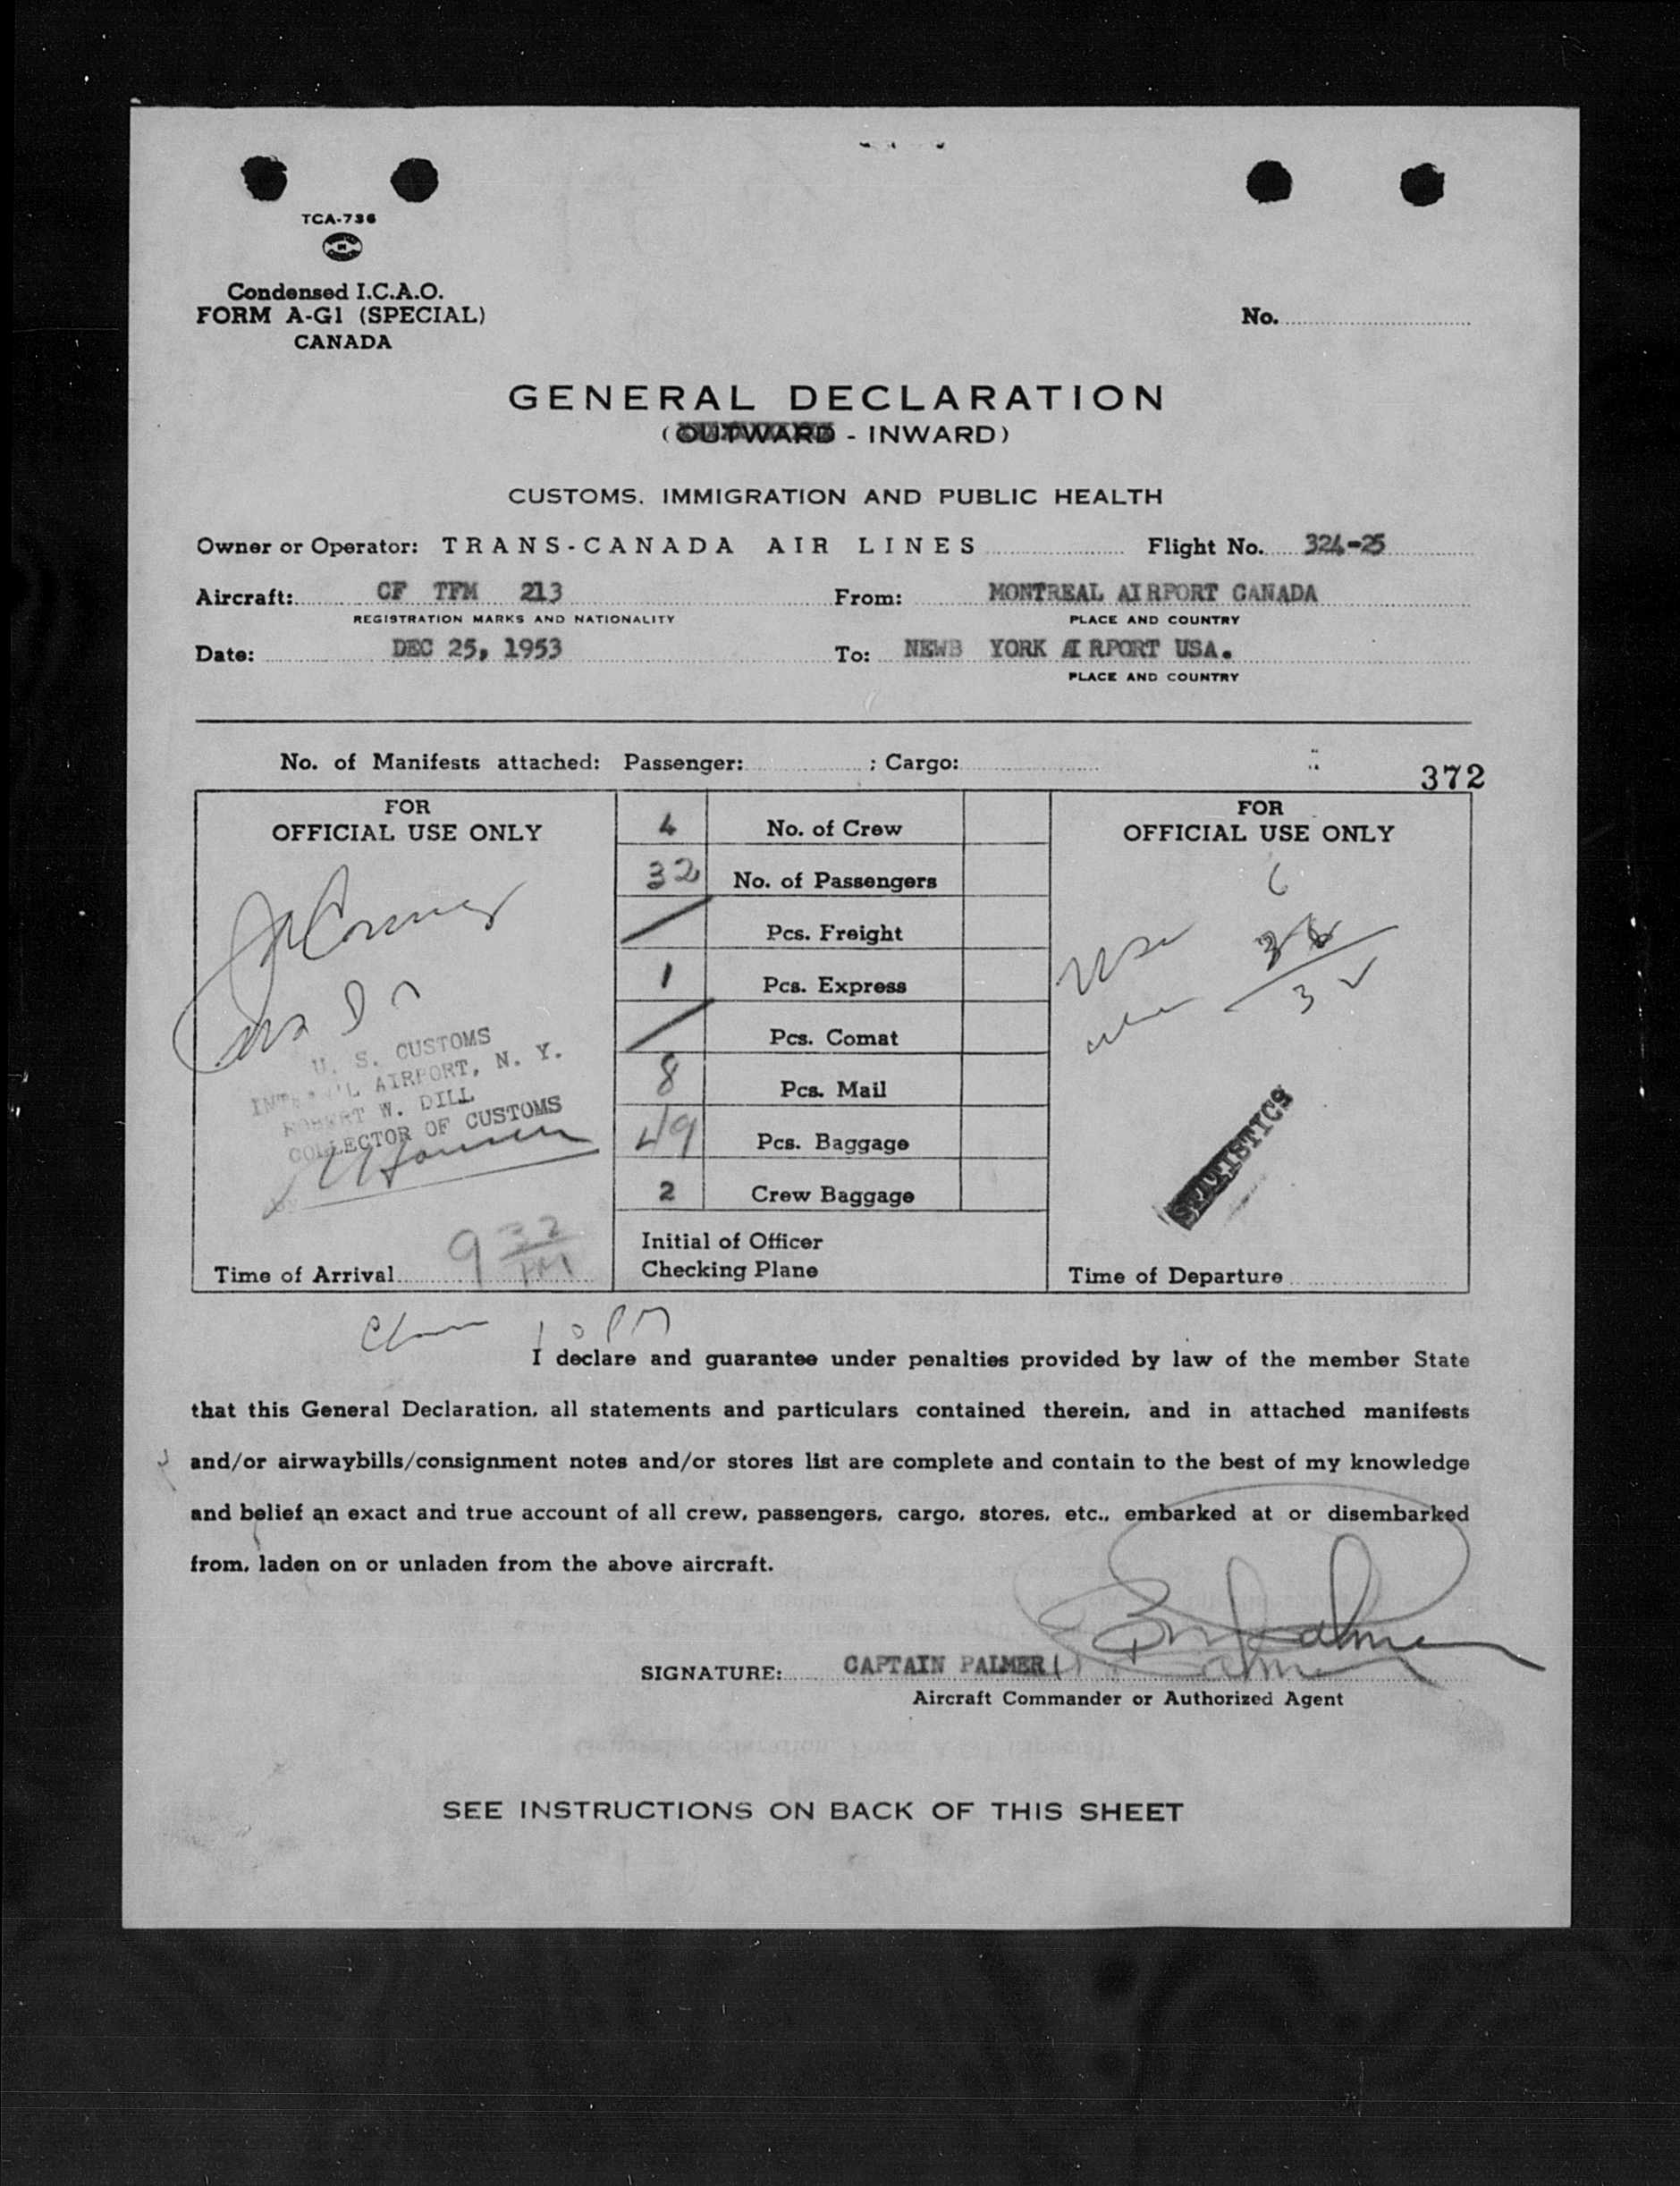 TCA-736
Condensed I.C.A.O.
FORM A-G1 (SPECIAL)
CANADA
No.
GENERAL DECLARATION
(OUTWARD - INWARD)
CUSTOMS, IMMIGRATION AND PUBLIC HEALTH
Owner or Operator: TRANS-CANADA AIR LINES Flight No. 324-25
Aircraft: CF TFM 213 From: MONTREAL AIRPORT CANADA
REGISTRATION MARKS AND NATIONALITY PLACE AND COUNTRY
Date: DEC 25, 1953 To: NEWB YORK AIRPORT USA.
PLACE AND COUNTRY
No. of Manifests attached: Passenger: ; Cargo:
372
FOR
OFFICIAL USE ONLY
U. S. CUSTOMS
INT'L AIRPORT, N. Y.
ROBERT W. DILL
COLLECTOR OF CUSTOMS
Time of Arrival 9 32 PM
4 No. of Crew
32 No. of Passengers
Pcs. Freight
1 Pcs. Express
Pcs. Comat
8 Pcs. Mail
49 Pcs. Baggage
2 Crew Baggage
Initial of Officer
Checking Plane
FOR
OFFICIAL USE ONLY
6
USA
32
STATISTICS
Time of Departure
10 PM
I declare and guarantee under penalties provided by law of the member State
that this General Declaration, all statements and particulars contained therein, and in attached manifests
and/or airwaybills/consignment notes and/or stores list are complete and contain to the best of my knowledge
and belief an exact and true account of all crew, passengers, cargo, stores, etc., embarked at or disembarked
from, laden on or unladen from the above aircraft.
SIGNATURE: CAPTAIN PALMER
Aircraft Commander or Authorized Agent
SEE INSTRUCTIONS ON BACK OF THIS SHEET